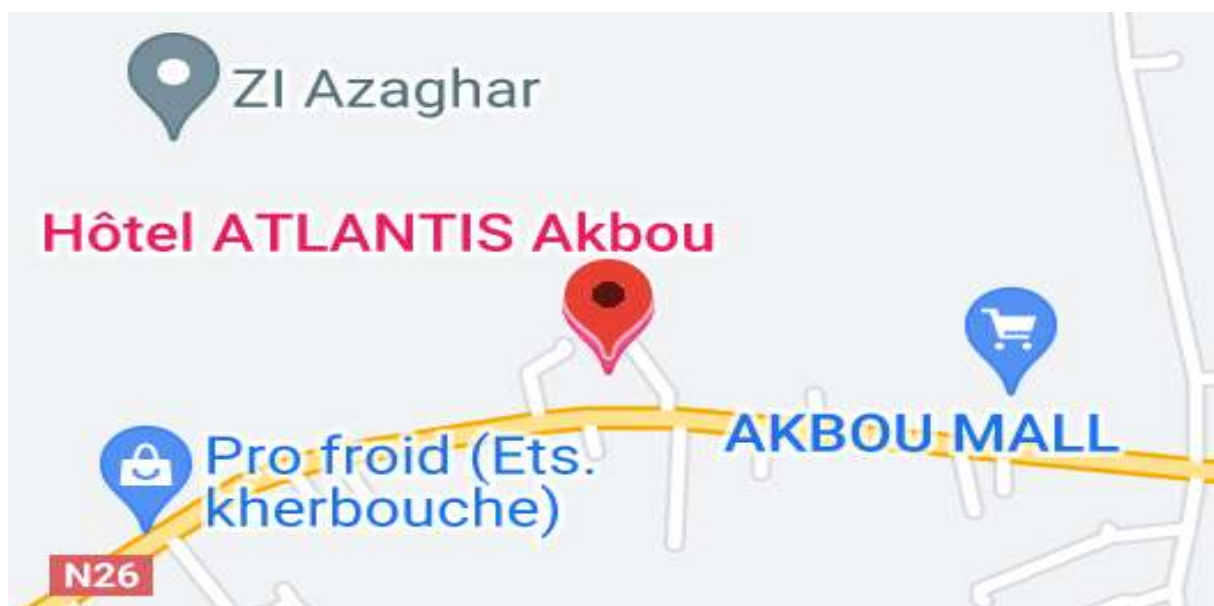 ZI Azaghar
Hôtel ATLANTIS Akbou
AKBOU MALL
Pro froid (Ets.
kherbouche)
N26